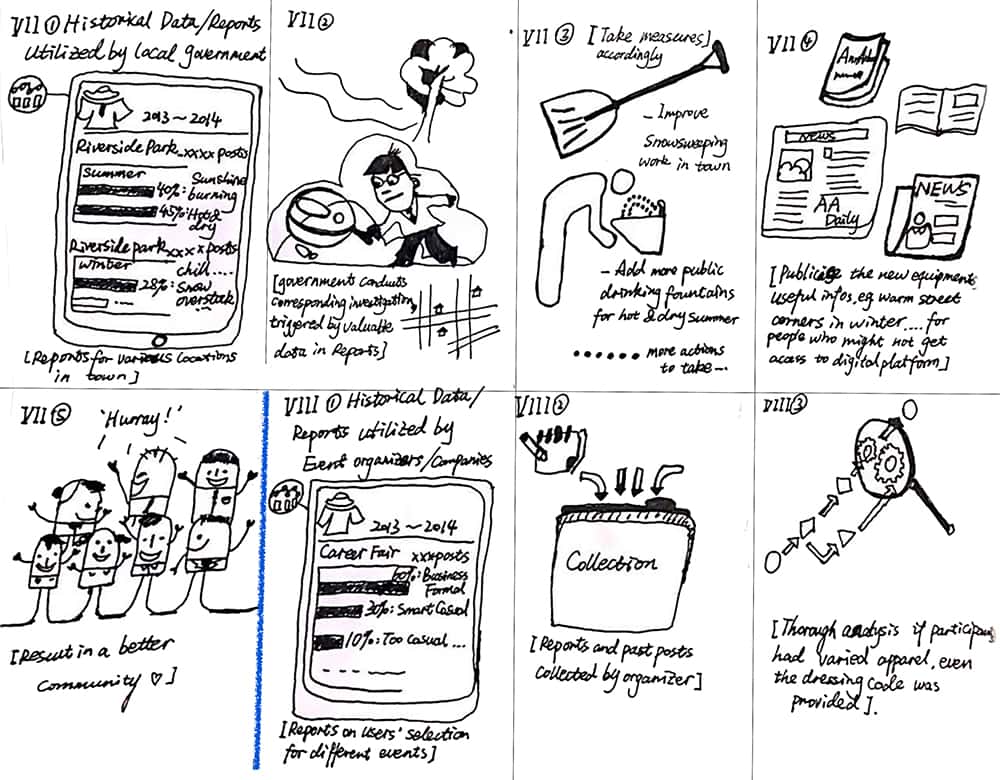 VII ① Historical Data/Reports
utilized by local government
2013~2014
Riverside Park_xxxx posts
Summer
40%: Sunshine
burning
45%: Hot &
dry
Riverside park_xxxx posts
winter
chill....
28%: Snow
overstock
....
[Reports for various locations
in town]
VII ②
[government conducts
corresponding investigation,
triggered by valuable
data in Reports]
VII ③ [Take measures]
accordingly
- Improve
Snowsweeping
work in town
- Add more public
drinking fountains
for hot & dry summer
...... more actions
to take~
VII ④
NEWS
AA
Daily
NEWS
[Publicise the new equipments
useful infos, eg warm street
corners in winter.... for
people who might not get
acess to digital platform]
VII ⑤
'Hurray!'
[Result in a better
community ♡]
VIII ① Historical Data/
Reports utilized by
Event organizers/Companies
2013~2014
Career Fair xxxposts
60%: Business
Formal
30%: Smart Casual
10%: Too Casual ...
[Reports on users' selection
for different events]
VIII ②
Collection
[Reports and past posts
collected by organizer]
VIII ③
[Thorough analysis if participants
had varied apparel, even
the dressing code was
provided].